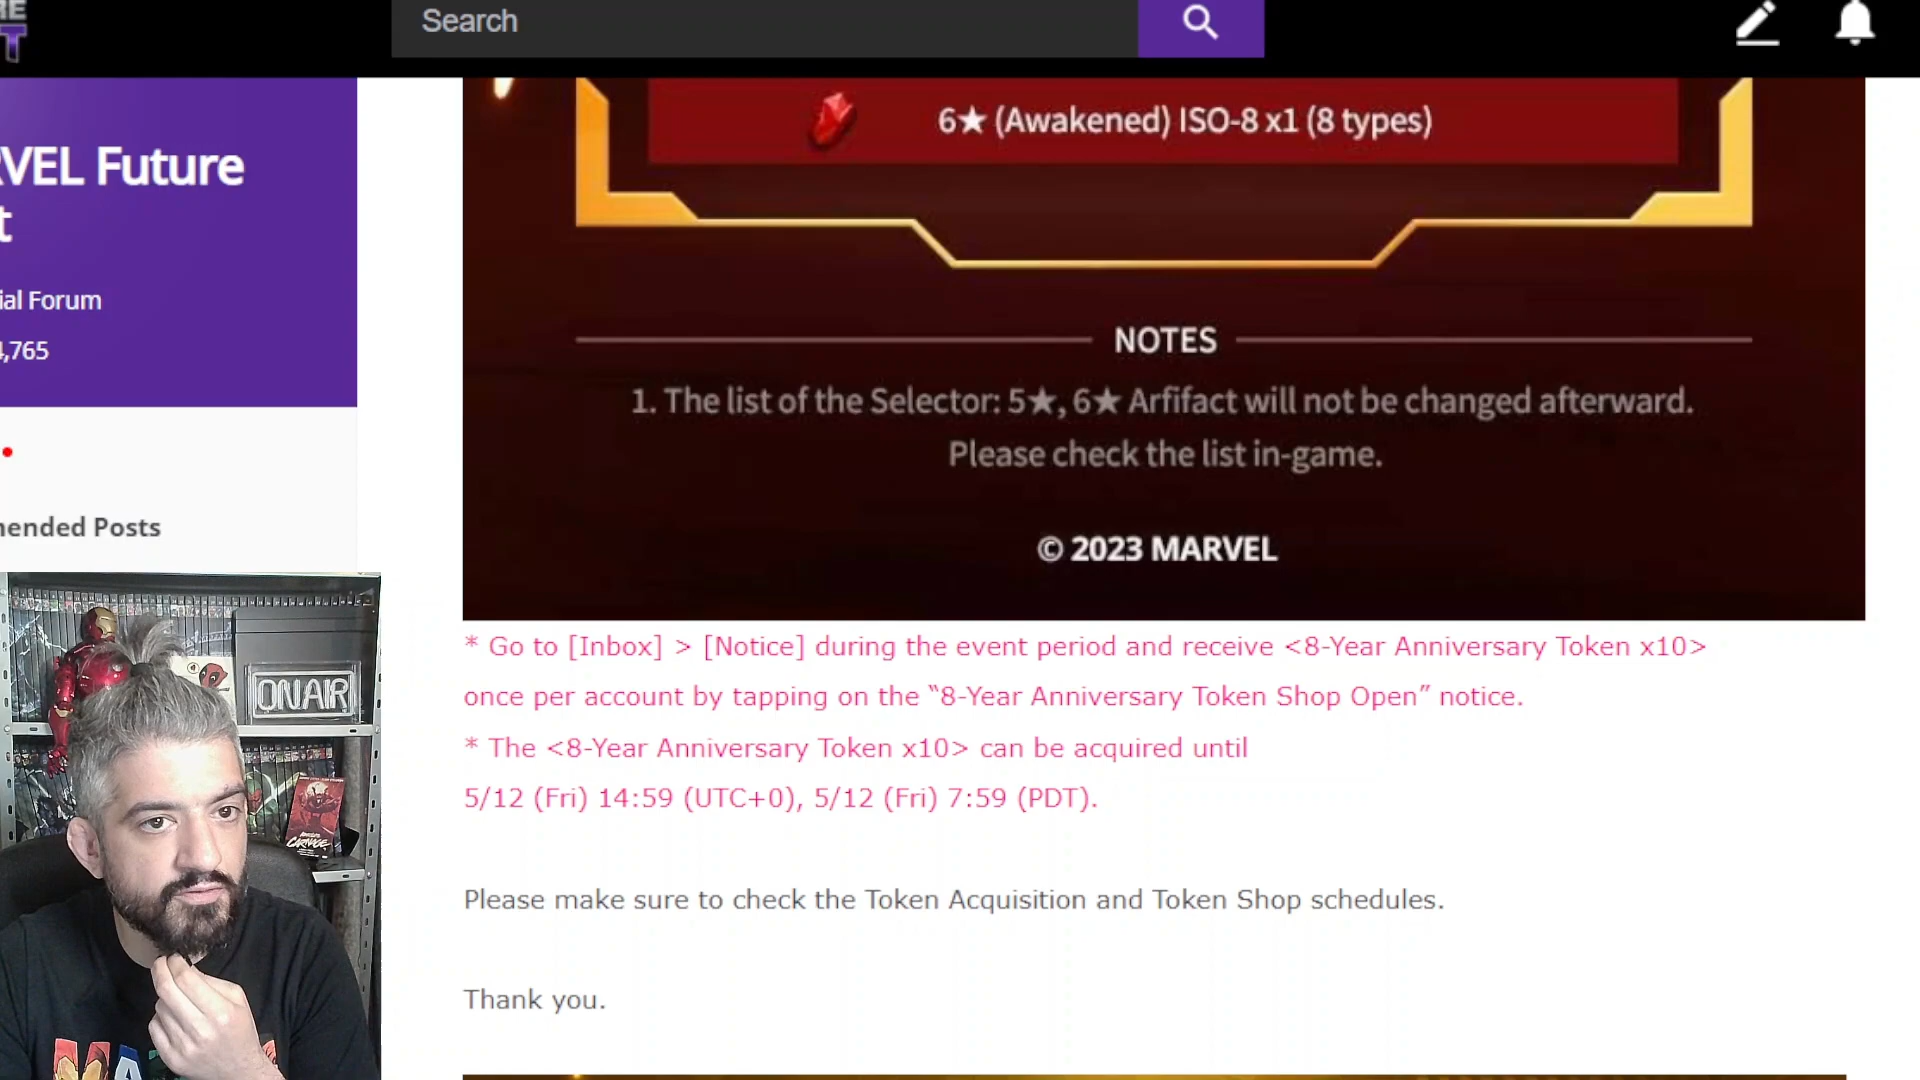 Search
VEL Future
t
ial Forum
,765
6★ (Awakened) ISO-8 x1 (8 types)
NOTES
1. The list of the Selector: 5★, 6★ Arfifact will not be changed afterward.
Please check the list in-game.
© 2023 MARVEL
ended Posts
* Go to [Inbox] > [Notice] during the event period and receive <8-Year Anniversary Token x10>
once per account by tapping on the “8-Year Anniversary Token Shop Open” notice.
* The <8-Year Anniversary Token x10> can be acquired until
5/12 (Fri) 14:59 (UTC+0), 5/12 (Fri) 7:59 (PDT).
Please make sure to check the Token Acquisition and Token Shop schedules.
Thank you.
ON AIR
CARNAGE